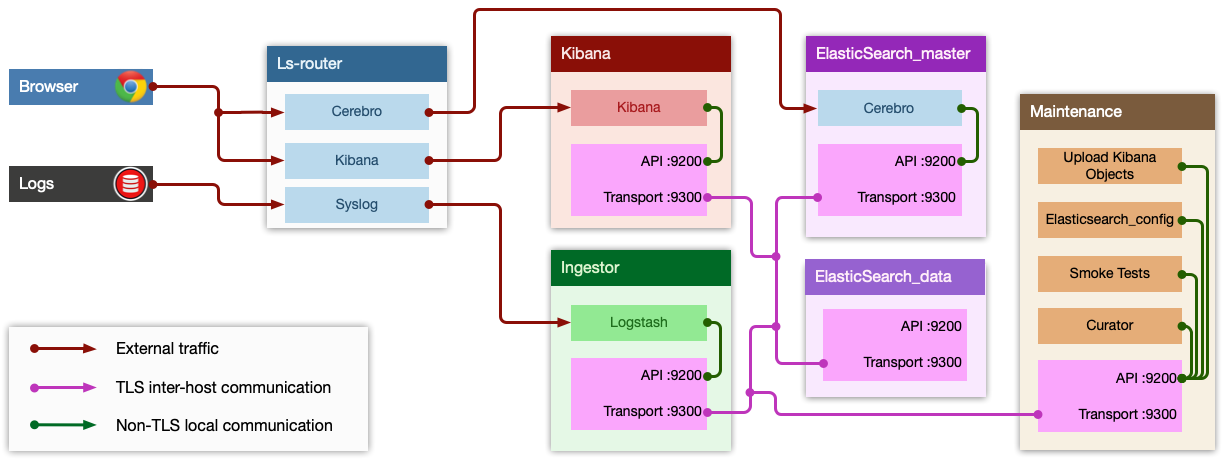 Browser
Logs
Ls-router
Cerebro
Kibana
Syslog
Kibana
Kibana
API :9200
Transport :9300
Ingestor
Logstash
API :9200
Transport :9300
ElasticSearch_master
Cerebro
API :9200
Transport :9300
ElasticSearch_data
API :9200
Transport :9300
Maintenance
Upload Kibana
Objects
Elasticsearch_config
Smoke Tests
Curator
API :9200
Transport :9300
External traffic
TLS inter-host communication
Non-TLS local communication